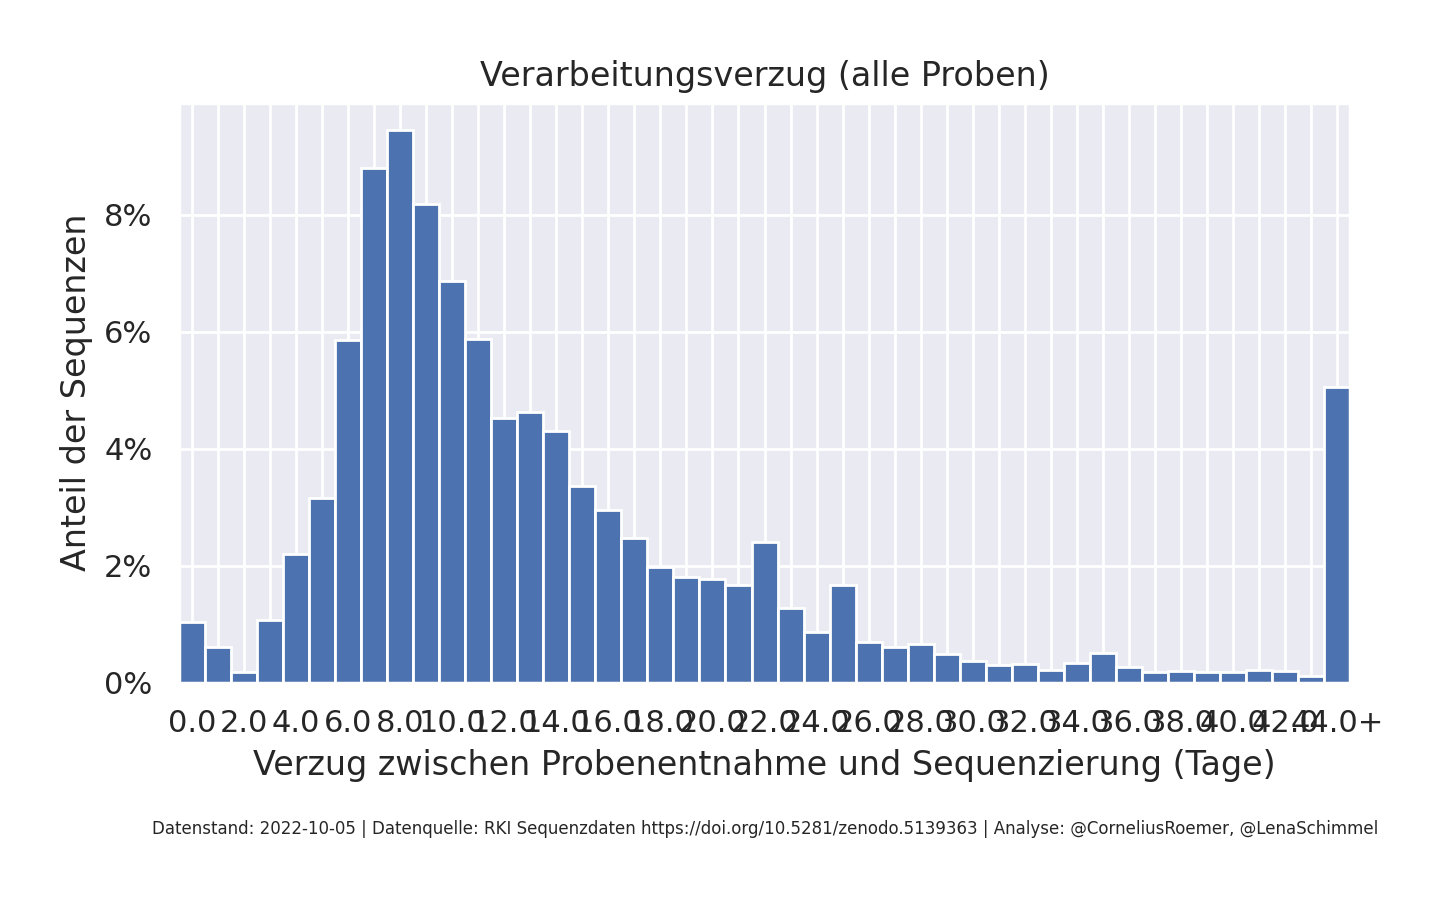 Verarbeitungsverzug (alle Proben)
Anteil der Sequenzen
8%
6%
4%
2%
0%
0.0 2.0 4.0 6.0 8.0 10.0 12.0 14.0 16.0 18.0 20.0 22.0 24.0 26.0 28.0 30.0 32.0 34.0 36.0 38.0 40.0 42.0 44.0+
Verzug zwischen Probenentnahme und Sequenzierung (Tage)
Datenstand: 2022-10-05 | Datenquelle: RKI Sequenzdaten https://doi.org/10.5281/zenodo.5139363 | Analyse: @CorneliusRoemer, @LenaSchimmel